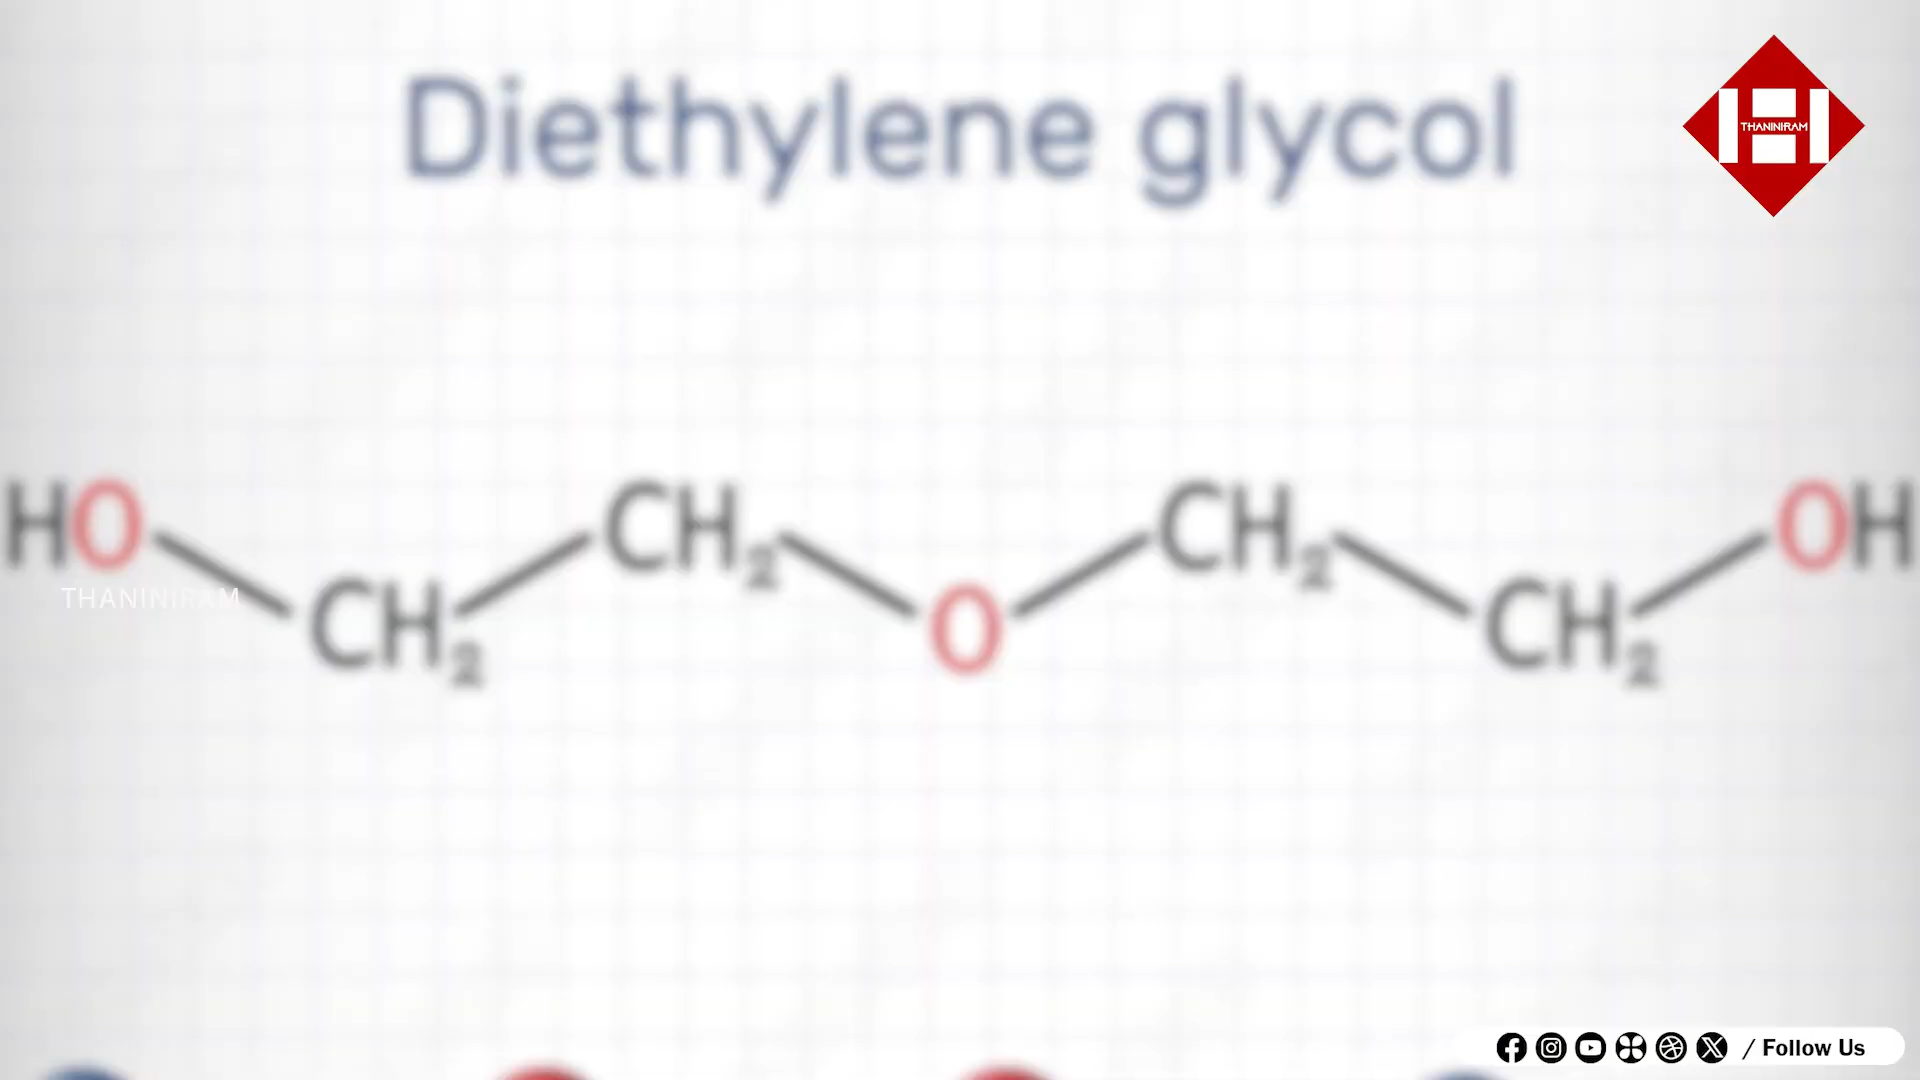 Diethylene glycol
THANINIRAM
HO
CH₂
CH₂
O
CH₂
CH₂
OH
THANINIRAM
/ Follow Us